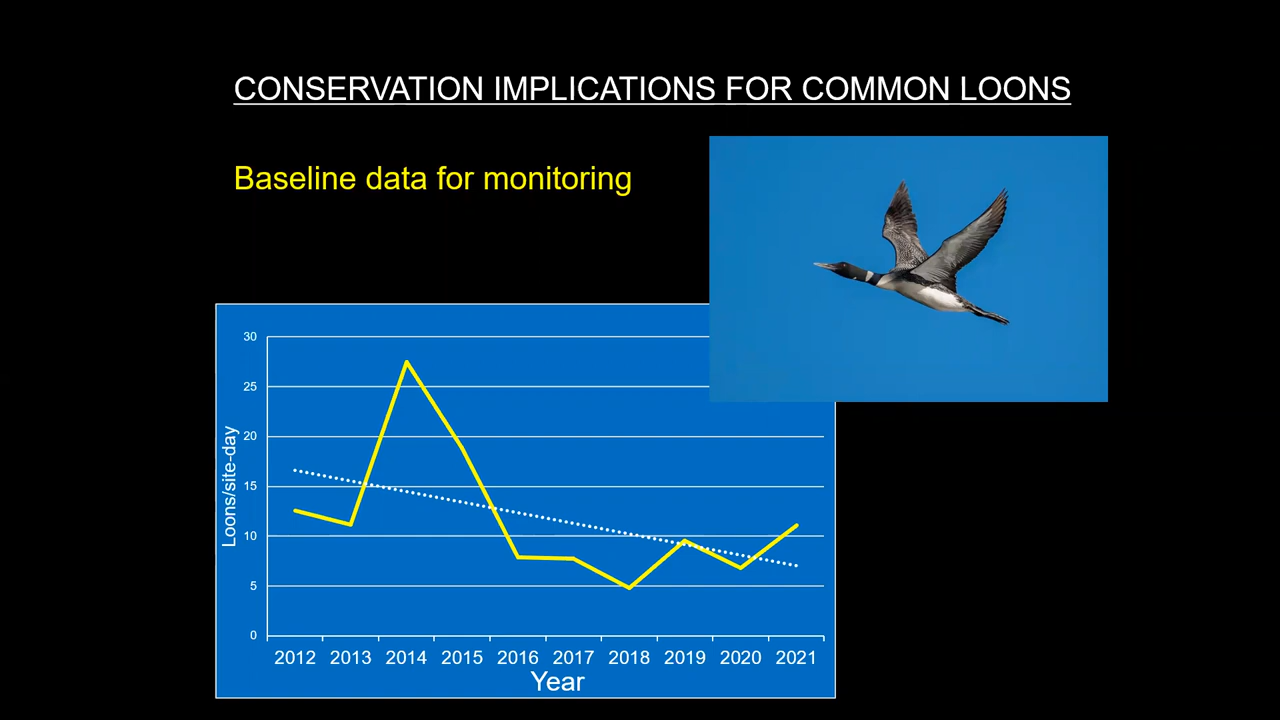 CONSERVATION IMPLICATIONS FOR COMMON LOONS
Baseline data for monitoring
30
25
20
15
10
5
0
Loons/site-day
2012 2013 2014 2015 2016 2017 2018 2019 2020 2021
Year